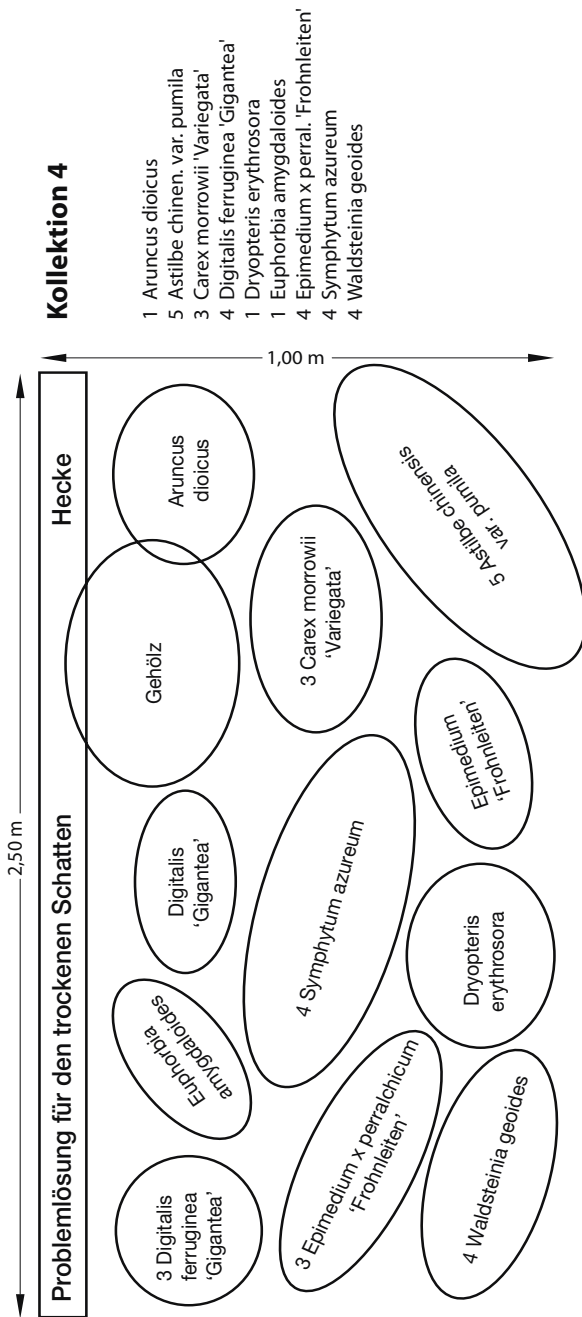 2,50 m
Problemlösung für den trockenen Schatten
Hecke
Kollektion 4
1,00 m
1 Aruncus dioicus
5 Astilbe chinen. var. pumila
3 Carex morrowii 'Variegata'
4 Digitalis ferruginea 'Gigantea'
1 Dryopteris erythrosora
1 Euphorbia amygdaloides
4 Epimedium x perral. 'Frohnleiten'
4 Symphytum azureum
4 Waldsteinia geoides
3 Digitalis
ferruginea
‘Gigantea’
Euphorbia
amygdaloides
Digitalis
‘Gigantea’
Gehölz
Aruncus
dioicus
3 Epimedium x perralchicum
‘Frohnleiten’
4 Symphytum azureum
3 Carex morrowii
‘Variegata’
4 Waldsteinia geoides
Dryopteris
erythrosora
Epimedium
‘Frohnleiten’
5 Astilbe chinensis
var. pumila